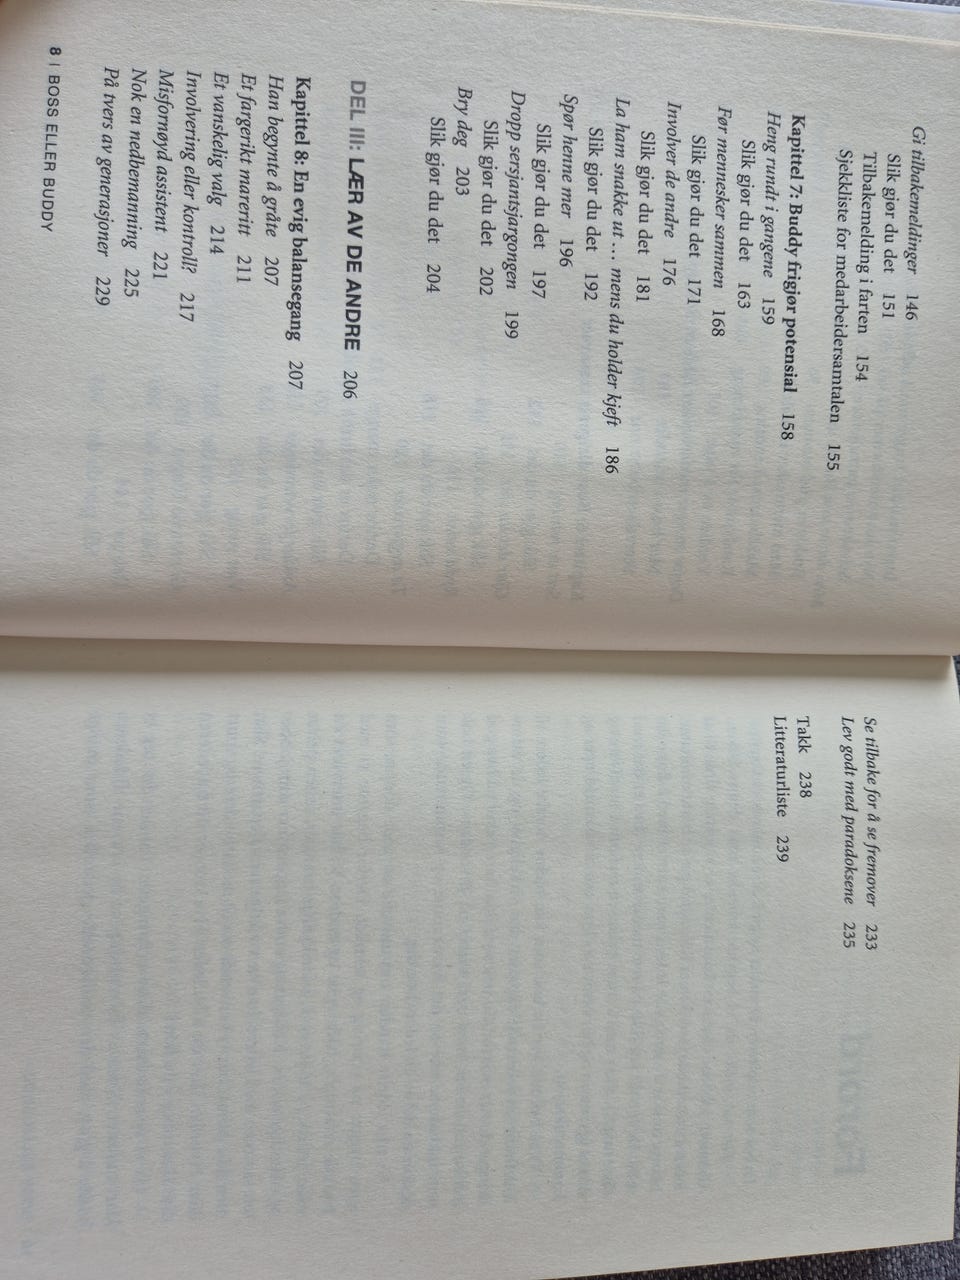 Gi tilbakemeldinger 146
Slik gjør du det 151
Tilbakemelding i farten 154
Sjekkliste for medarbeidersamtalen 155
Kapittel 7: Buddy frigjør potensial 158
Heng rundt i gangene 159
Slik gjør du det 163
Før mennesker sammen 168
Slik gjør du det 171
Involver de andre 176
Slik gjør du det 181
La ham snakke ut ... mens du holder kjeft 186
Slik gjør du det 192
Spør henne mer 196
Slik gjør du det 197
Dropp sersjantsjargongen 199
Slik gjør du det 202
Bry deg 203
Slik gjør du det 204
DEL III: LÆR AV DE ANDRE 206
Kapittel 8: En evig balansegang 207
Han begynte å gråte 207
Et fargerikt mareritt 211
Et vanskelig valg 214
Involvering eller kontroll? 217
Misfornøyd assistent 221
Nok en nedbemanning 225
På tvers av generasjoner 229
8 | BOSS ELLER BUDDY
Se tilbake for å se fremover 233
Lev godt med paradoksene 235
Takk 238
Litteraturliste 239